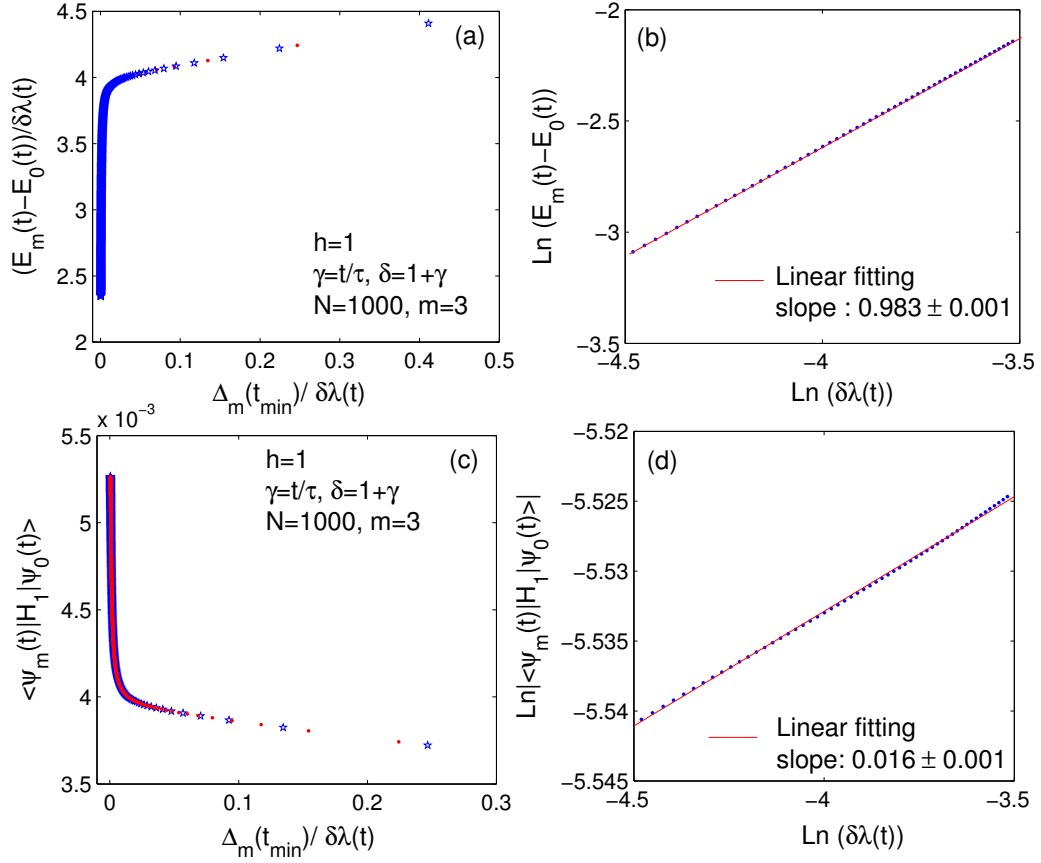 (a)
(E_m(t)−E_0(t))/δλ(t)
4.5
4
3.5
3
2.5
2
h=1
γ=t/τ, δ=1+γ
N=1000, m=3
0 0.1 0.2 0.3 0.4 0.5
Δ_m(t_min)/ δλ(t)
(b)
Ln (E_m(t)−E_0(t))
−2
−2.5
−3
−3.5
Linear fitting
slope : 0.983 ± 0.001
−4.5 −4 −3.5
Ln (δλ(t))
x 10^−3
(c)
<ψ_m(t)|H_1|ψ_0(t)>
5.5
5
4.5
4
3.5
h=1
γ=t/τ, δ=1+γ
N=1000, m=3
0 0.1 0.2 0.3
Δ_m(t_min)/ δλ(t)
(d)
Ln|<ψ_m(t)|H_1|ψ_0(t)>|
−5.52
−5.525
−5.53
−5.535
−5.54
−5.545
Linear fitting
slope: 0.016 ± 0.001
−4.5 −4 −3.5
Ln (δλ(t))